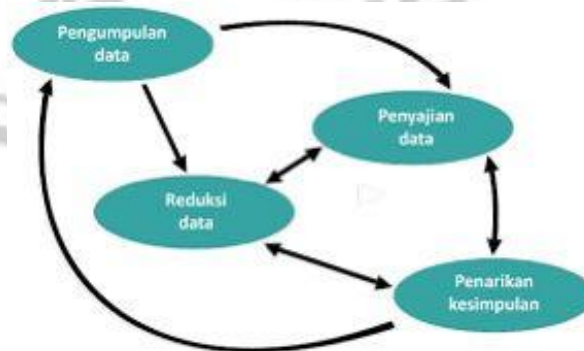 Pengumpulan
data
Penyajian
data
Reduksi
data
Penarikan
kesimpulan